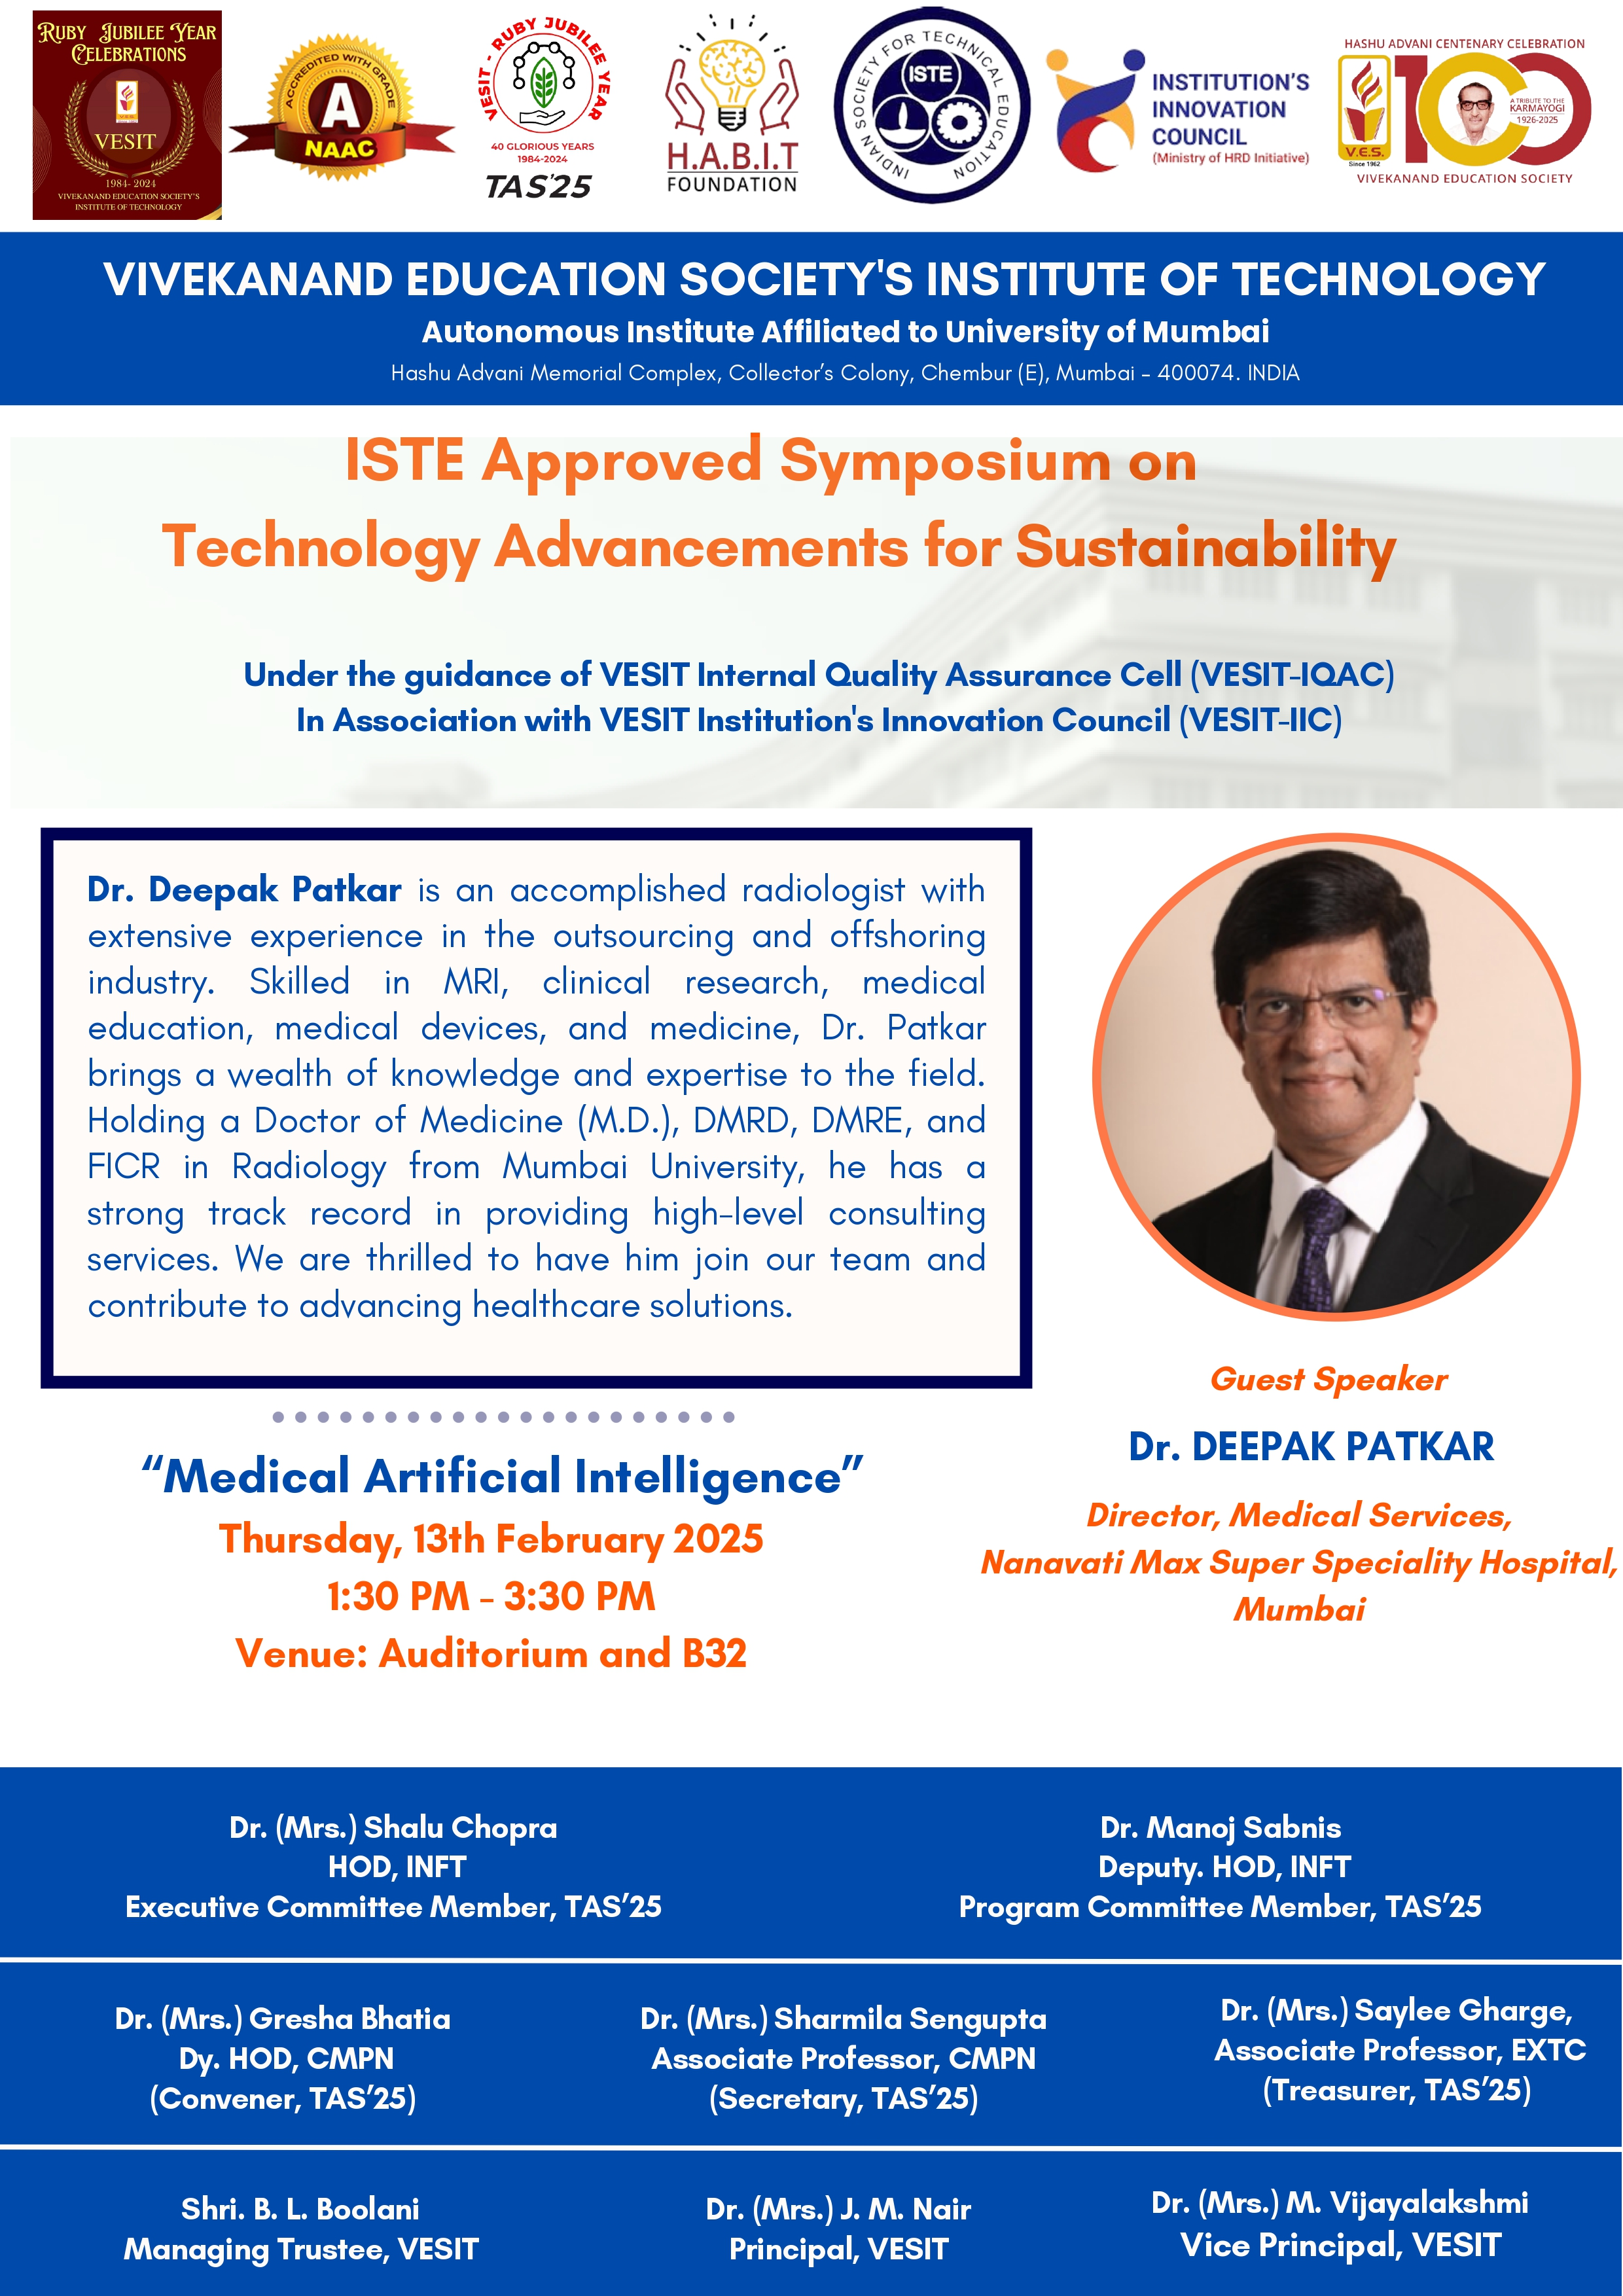 RUBY JUBILEE YEAR
CELEBRATIONS
VESIT
1984- 2024
VIVEKANAND EDUCATION SOCIETY'S
INSTITUTE OF TECHNOLOGY
ACCREDITED WITH GRADE
A
NAAC
VESIT - RUBY JUBILEE YEAR
40 GLORIOUS YEARS
1984-2024
TAS'25
H.A.B.I.T
FOUNDATION
INDIAN SOCIETY FOR TECHNICAL EDUCATION
ISTE
INSTITUTION'S
INNOVATION
COUNCIL
(Ministry of HRD Initiative)
HASHU ADVANI CENTENARY CELEBRATION
V.E.S.
Since 1962
100
A TRIBUTE TO THE
KARMAYOGI
1926-2025
VIVEKANAND EDUCATION SOCIETY
VIVEKANAND EDUCATION SOCIETY'S INSTITUTE OF TECHNOLOGY
Autonomous Institute Affiliated to University of Mumbai
Hashu Advani Memorial Complex, Collector's Colony, Chembur (E), Mumbai - 400074. INDIA
ISTE Approved Symposium on
Technology Advancements for Sustainability
Under the guidance of VESIT Internal Quality Assurance Cell (VESIT-IQAC)
In Association with VESIT Institution's Innovation Council (VESIT-IIC)
Dr. Deepak Patkar is an accomplished radiologist with
extensive experience in the outsourcing and offshoring
industry. Skilled in MRI, clinical research, medical
education, medical devices, and medicine, Dr. Patkar
brings a wealth of knowledge and expertise to the field.
Holding a Doctor of Medicine (M.D.), DMRD, DMRE, and
FICR in Radiology from Mumbai University, he has a
strong track record in providing high-level consulting
services. We are thrilled to have him join our team and
contribute to advancing healthcare solutions.
Guest Speaker
Dr. DEEPAK PATKAR
Director, Medical Services,
Nanavati Max Super Speciality Hospital,
Mumbai
“Medical Artificial Intelligence”
Thursday, 13th February 2025
1:30 PM - 3:30 PM
Venue: Auditorium and B32
Dr. (Mrs.) Shalu Chopra
HOD, INFT
Executive Committee Member, TAS’25
Dr. Manoj Sabnis
Deputy. HOD, INFT
Program Committee Member, TAS’25
Dr. (Mrs.) Gresha Bhatia
Dy. HOD, CMPN
(Convener, TAS’25)
Dr. (Mrs.) Sharmila Sengupta
Associate Professor, CMPN
(Secretary, TAS’25)
Dr. (Mrs.) Saylee Gharge,
Associate Professor, EXTC
(Treasurer, TAS’25)
Shri. B. L. Boolani
Managing Trustee, VESIT
Dr. (Mrs.) J. M. Nair
Principal, VESIT
Dr. (Mrs.) M. Vijayalakshmi
Vice Principal, VESIT